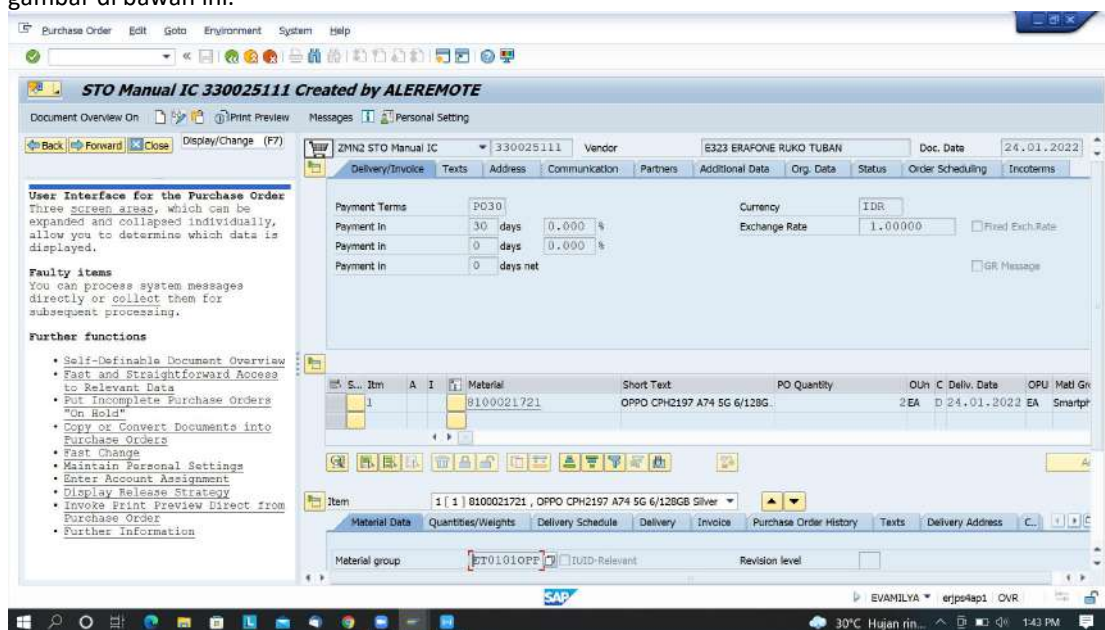 gambar di bawah ini.
Purchase Order Edit Goto Environment System Help
STO Manual IC 330025111 Created by ALEREMOTE
Document Overview On Print Preview Messages Personal Setting
Back Forward Close Display/Change (F7)
ZMN2 STO Manual IC 330025111 Vendor E323 ERAFONE RUKO TUBAN Doc. Date 24.01.2022
Delivery/Invoice Texts Address Communication Partners Additional Data Org. Data Status Order Scheduling Incoterms
User Interface for the Purchase Order
Three screen areas, which can be
expanded and collapsed individually,
allow you to determine which data is
displayed.
Faulty items
You can process system messages
directly or collect them for
subsequent processing.
Further functions
• Self-Definable Document Overview
• Fast and Straightforward Access
to Relevant Data
• Put Incomplete Purchase Orders
"On Hold"
• Copy or Convert Documents into
Purchase Orders
• Fast Change
• Maintain Personal Settings
• Enter Account Assignment
• Display Release Strategy
• Invoke Print Preview Direct from
Purchase Order
• Further Information
Payment Terms PO30 Currency IDR
Payment in 30 days 0.000 % Exchange Rate 1.00000 Fixed Exch.Rate
Payment in 0 days 0.000 %
Payment in 0 days net GR Message
S... Itm A I Material Short Text PO Quantity OUn C Deliv. Date OPU Matl Gr
1 8100021721 OPPO CPH2197 A74 5G 6/128G. 2 EA D 24.01.2022 EA Smartph
Item 1 [ 1 ] 8100021721 , OPPO CPH2197 A74 5G 6/128GB Silver
Material Data Quantities/Weights Delivery Schedule Delivery Invoice Purchase Order History Texts Delivery Address C...
Material group ET0101OPP IUID-Relevant Revision level
SAP EVAMILYA erjps4ap1 OVR
30°C Hujan rin... 1:43 PM